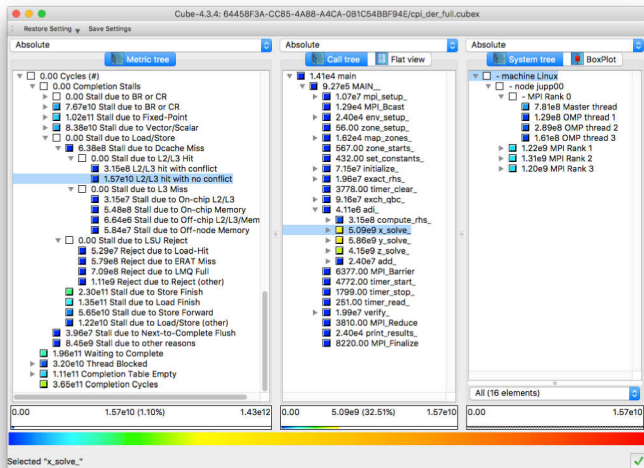 Cube-4.3.4: 64458F3A-CC85-4A88-A4CA-0B1C54BBF94E/cpi_der_full.cubex
Restore Setting Save Settings
Absolute
Metric tree
0.00 Cycles (#)
0.00 Completion Stalls
0.00 Stall due to BR or CR
7.67e10 Stall due to BR or CR
1.02e11 Stall due to Fixed-Point
8.38e10 Stall due to Vector/Scalar
0.00 Stall due to Load/Store
6.38e8 Stall due to Dcache Miss
0.00 Stall due to L2/L3 Hit
3.15e8 L2/L3 hit with conflict
1.57e10 L2/L3 hit with no conflict
0.00 Stall due to L3 Miss
3.15e7 Stall due to On-chip L2/L3
5.48e8 Stall due to On-chip Memory
6.64e6 Stall due to Off-chip L2/L3/Mem
5.84e7 Stall due to Off-node Memory
0.00 Stall due to LSU Reject
5.29e7 Reject due to Load-Hit
5.79e8 Reject due to ERAT Miss
7.09e8 Reject due to LMQ Full
1.11e9 Reject due to Reject (other)
2.30e11 Stall due to Store Finish
1.35e11 Stall due to Load Finish
5.65e10 Stall due to Store Forward
1.22e10 Stall due to Load/Store (other)
3.96e7 Stall due to Next-to-Complete Flush
8.45e9 Stall due to other reasons
1.96e11 Waiting to Complete
3.20e10 Thread Blocked
1.11e11 Completion Table Empty
3.65e11 Completion Cycles
0.00 1.57e10 (1.10%) 1.43e12
Absolute
Call tree Flat view
1.41e4 main
9.27e5 MAIN__
1.07e7 mpi_setup_
1.29e4 MPI_Bcast
2.40e4 env_setup_
56.00 zone_setup_
1.62e4 map_zones_
567.00 zone_starts_
432.00 set_constants_
7.15e7 initialize_
1.96e7 exact_rhs_
3778.00 timer_clear_
9.16e7 exch_qbc_
4.11e6 adi_
3.15e8 compute_rhs_
5.09e9 x_solve_
5.86e9 y_solve_
4.15e9 z_solve_
2.40e7 add_
6377.00 MPI_Barrier
4772.00 timer_start_
1799.00 timer_stop_
251.00 timer_read_
1.99e7 verify_
3810.00 MPI_Reduce
2.40e4 print_results_
8220.00 MPI_Finalize
0.00 5.09e9 (32.51%) 1.57e10
Absolute
System tree BoxPlot
- machine Linux
- node jupp00
- MPI Rank 0
7.81e8 Master thread
1.29e8 OMP thread 1
2.89e8 OMP thread 2
1.61e8 OMP thread 3
1.22e9 MPI Rank 1
1.31e9 MPI Rank 2
1.20e9 MPI Rank 3
All (16 elements)
0.00 1.57e10
Selected "x_solve_"